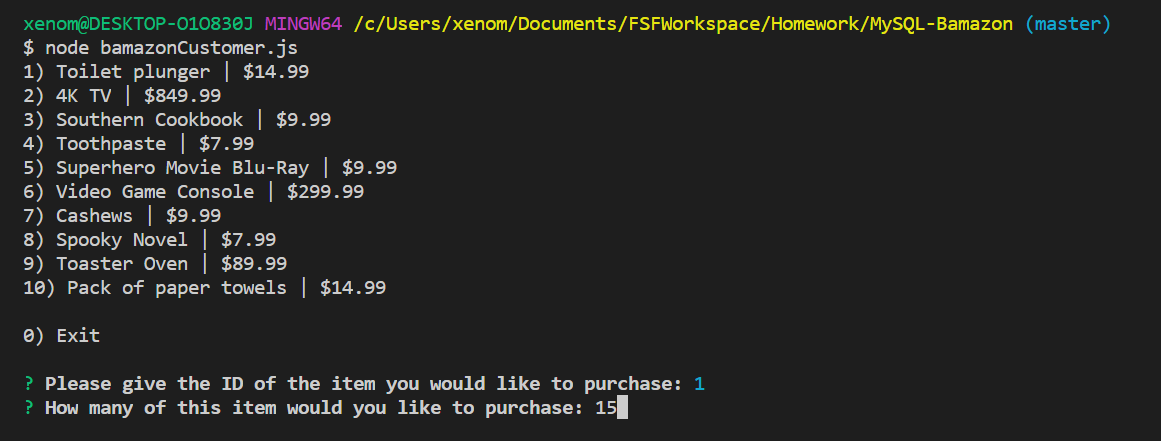 xenom@DESKTOP-O1O830J MINGW64 /c/Users/xenom/Documents/FSFWorkspace/Homework/MySQL-Bamazon (master)
$ node bamazonCustomer.js
1) Toilet plunger | $14.99
2) 4K TV | $849.99
3) Southern Cookbook | $9.99
4) Toothpaste | $7.99
5) Superhero Movie Blu-Ray | $9.99
6) Video Game Console | $299.99
7) Cashews | $9.99
8) Spooky Novel | $7.99
9) Toaster Oven | $89.99
10) Pack of paper towels | $14.99
0) Exit
? Please give the ID of the item you would like to purchase: 1
? How many of this item would you like to purchase: 15